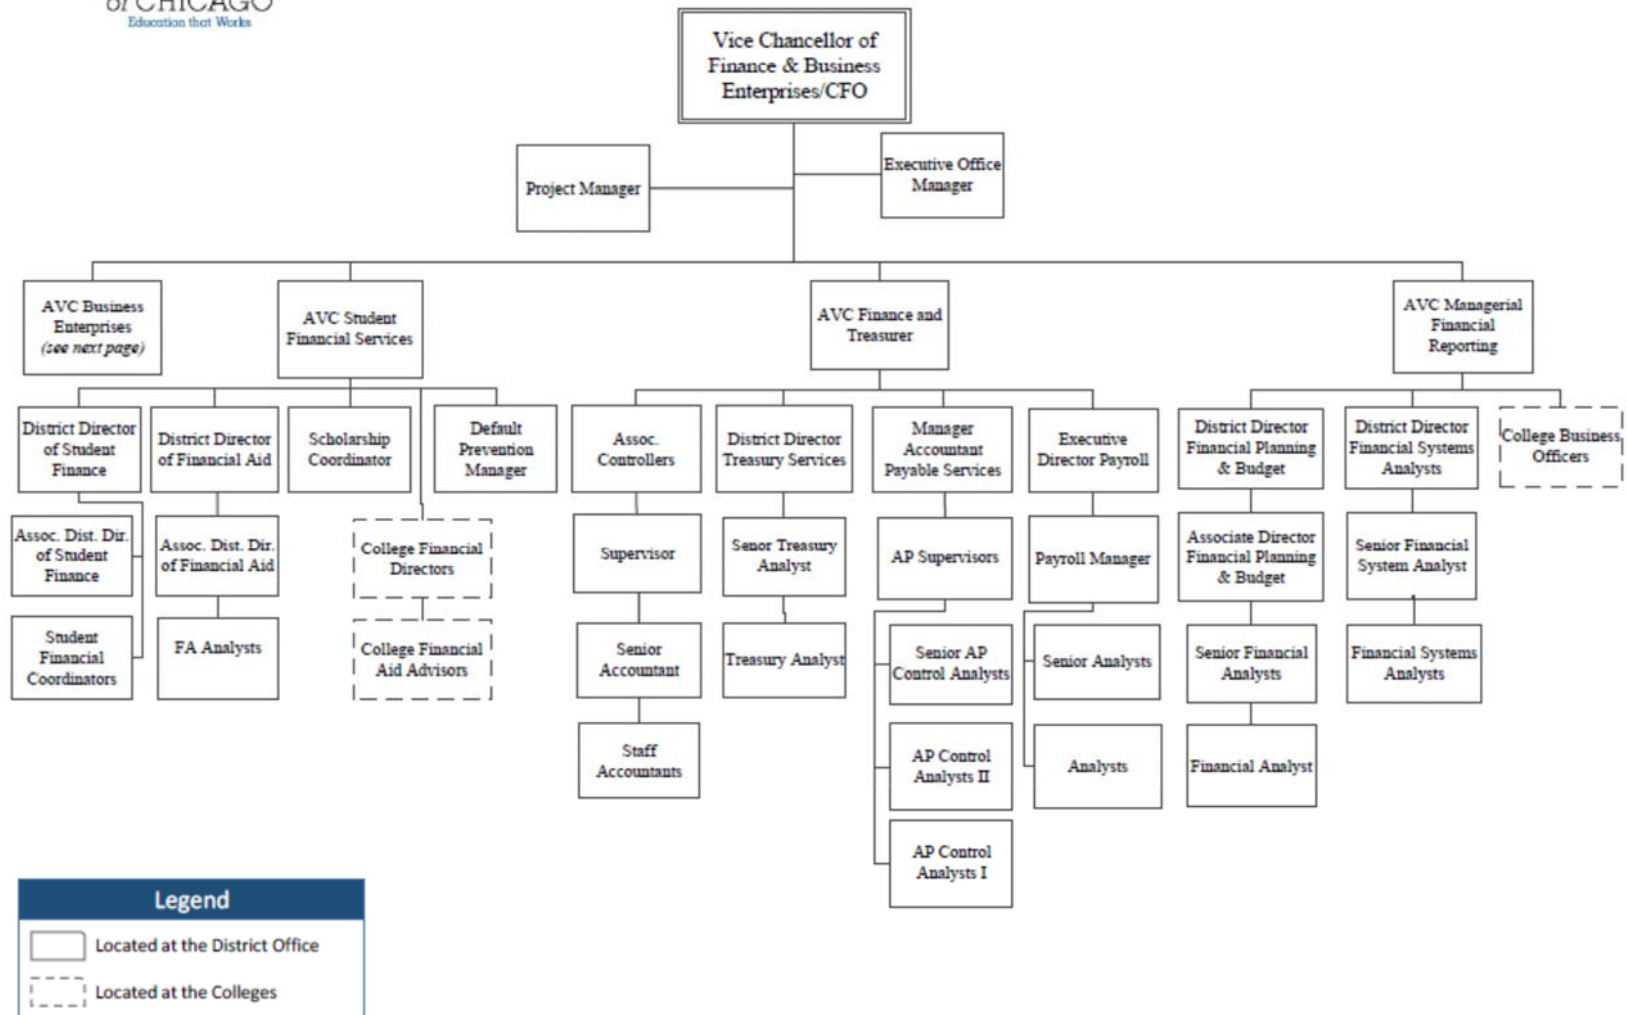 of CHICAGO
Education that Works
Vice Chancellor of
Finance & Business
Enterprises/CFO
Project Manager
Executive Office
Manager
AVC Business
Enterprises
(see next page)
AVC Student
Financial Services
AVC Finance and
Treasurer
AVC Managerial
Financial
Reporting
District Director
of Student
Finance
District Director
of Financial Aid
Scholarship
Coordinator
Default
Prevention
Manager
Assoc.
Controllers
District Director
Treasury Services
Manager
Accountant
Payable Services
Executive
Director Payroll
District Director
Financial Planning
& Budget
District Director
Financial Systems
Analysts
College Business
Officers
Assoc. Dist. Dir.
of Student
Finance
Assoc. Dist. Dir.
of Financial Aid
College Financial
Directors
Supervisor
Senor Treasury
Analyst
AP Supervisors
Payroll Manager
Associate Director
Financial Planning
& Budget
Senior Financial
System Analyst
Student
Financial
Coordinators
FA Analysts
College Financial
Aid Advisors
Senior
Accountant
Treasury Analyst
Senior AP
Control Analysts
Senior Analysts
Senior Financial
Analysts
Financial Systems
Analysts
Staff
Accountants
AP Control
Analysts II
Analysts
Financial Analyst
AP Control
Analysts I
Legend
Located at the District Office
Located at the Colleges